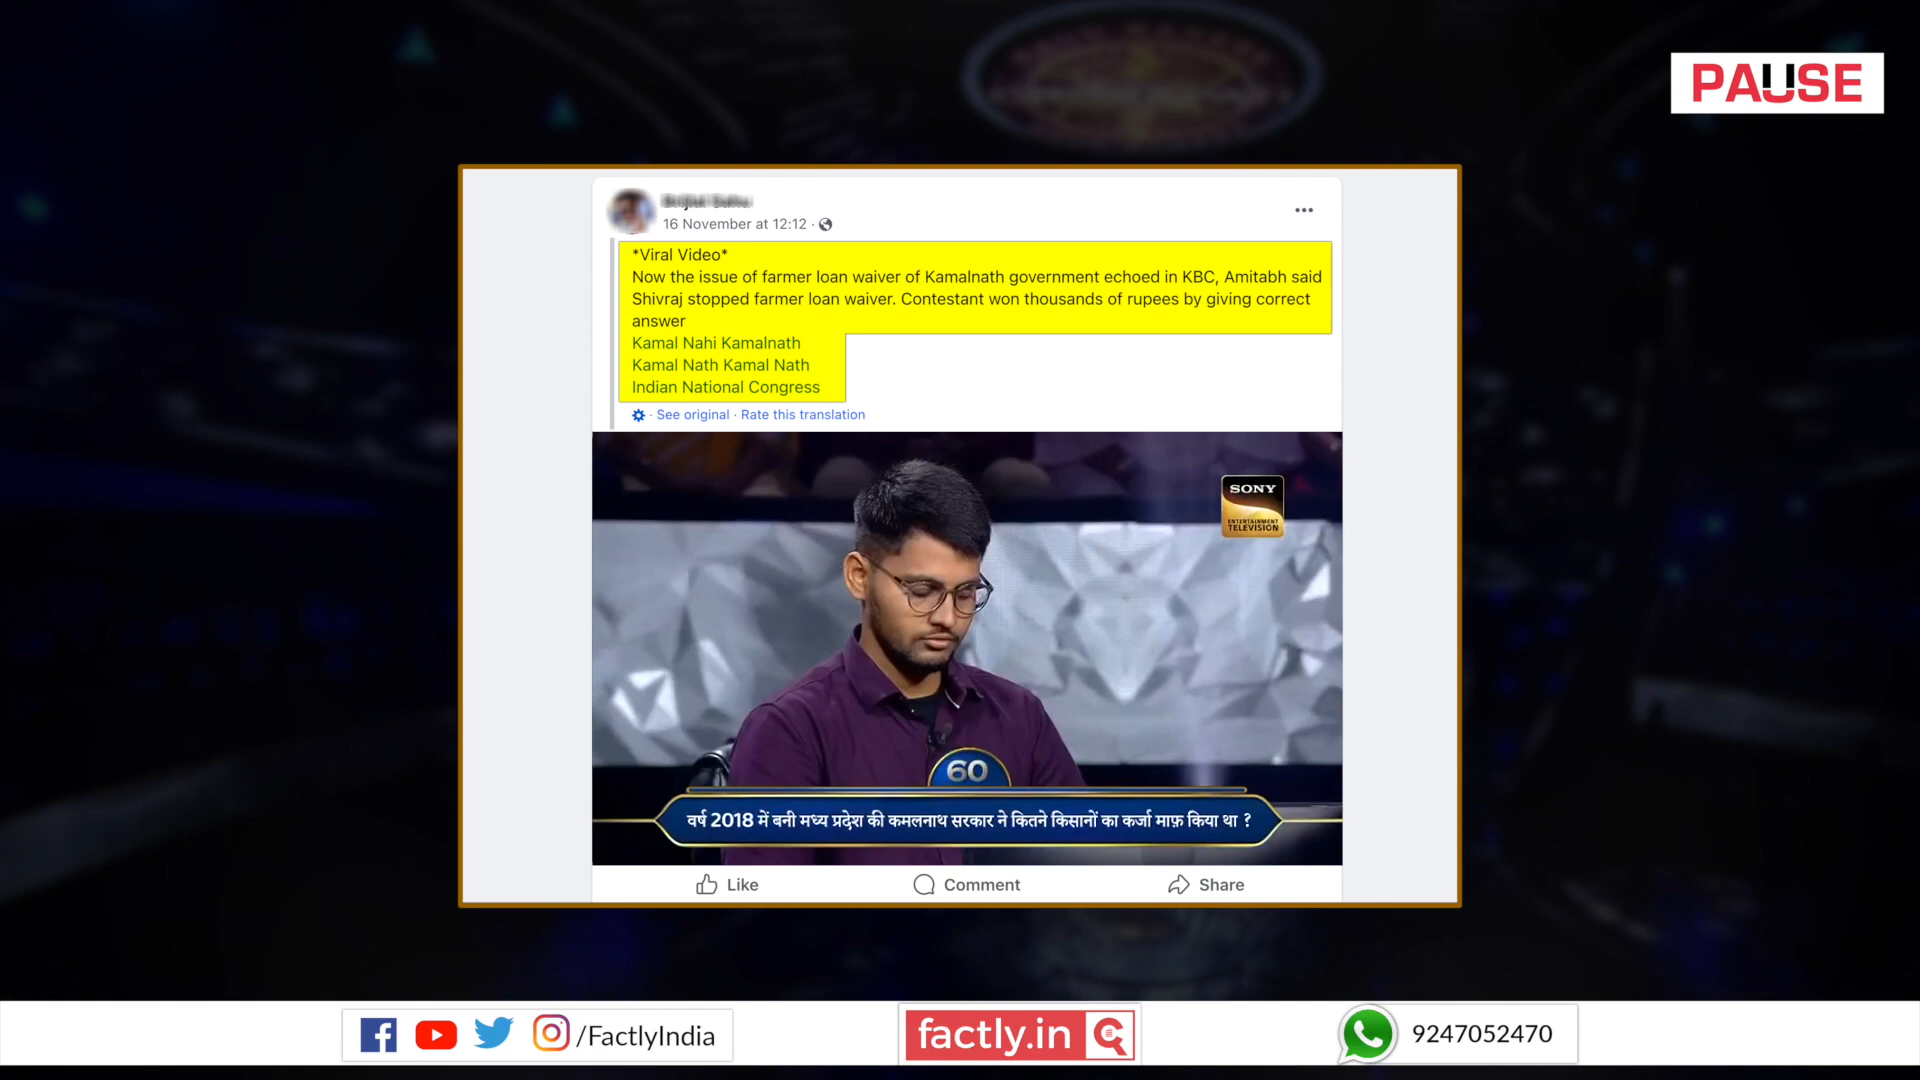 PAUSE
16 November at 12:12 ·
*Viral Video*
Now the issue of farmer loan waiver of Kamalnath government echoed in KBC, Amitabh said
Shivraj stopped farmer loan waiver. Contestant won thousands of rupees by giving correct
answer
Kamal Nahi Kamalnath
Kamal Nath Kamal Nath
Indian National Congress
· See original · Rate this translation
SONY
ENTERTAINMENT
TELEVISION
60
वर्ष 2018 में बनी मध्य प्रदेश की कमलनाथ सरकार ने कितने किसानों का कर्जा माफ़ किया था ?
Like
Comment
Share
/FactlyIndia
factly.in
9247052470